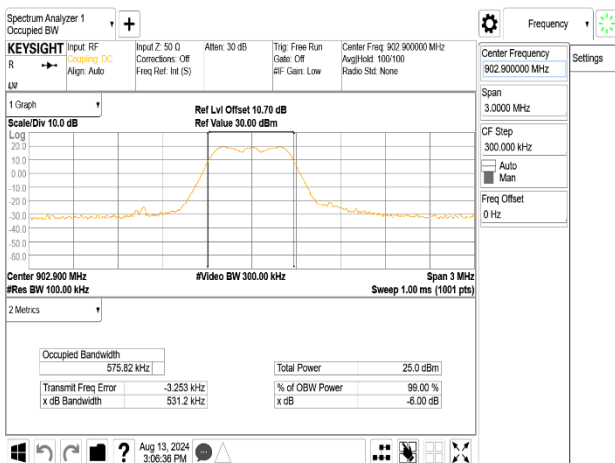 Spectrum Analyzer 1
Occupied BW
Frequency
KEYSIGHT
R
Input: RF
Coupling: DC
Align: Auto
Input Z: 50 Ω
Corrections: Off
Freq Ref: Int (S)
Atten: 30 dB
Trig: Free Run
Gate: Off
#IF Gain: Low
Center Freq: 902.900000 MHz
Avg|Hold: 100/100
Radio Std: None
1 Graph
Scale/Div 10.0 dB
Ref Lvl Offset 10.70 dB
Ref Value 30.00 dBm
Log
20.0
10.0
0.00
-10.0
-20.0
-30.0
-40.0
-50.0
-60.0
Center 902.900 MHz
#Res BW 100.00 kHz
#Video BW 300.00 kHz
Span 3 MHz
Sweep 1.00 ms (1001 pts)
2 Metrics
Occupied Bandwidth
575.82 kHz
Transmit Freq Error -3.253 kHz
x dB Bandwidth 531.2 kHz
Total Power 25.0 dBm
% of OBW Power 99.00 %
x dB -6.00 dB
Aug 13, 2024
3:06:36 PM
Center Frequency
902.900000 MHz
Span
3.0000 MHz
CF Step
300.000 kHz
Auto
Man
Freq Offset
0 Hz
Settings